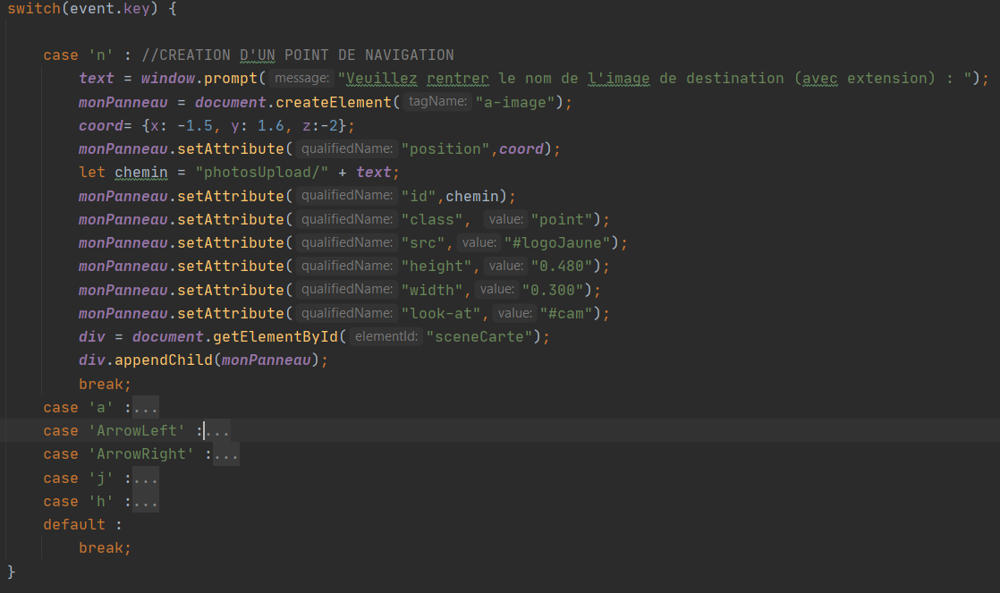 switch(event.key) {
case 'n' : //CREATION D'UN POINT DE NAVIGATION
text = window.prompt( message: "Veuillez rentrer le nom de l'image de destination (avec extension) : ");
monPanneau = document.createElement( tagName: "a-image");
coord= {x: -1.5, y: 1.6, z:-2};
monPanneau.setAttribute( qualifiedName: "position",coord);
let chemin = "photosUpload/" + text;
monPanneau.setAttribute( qualifiedName: "id",chemin);
monPanneau.setAttribute( qualifiedName: "class", value: "point");
monPanneau.setAttribute( qualifiedName: "src", value: "#logoJaune");
monPanneau.setAttribute( qualifiedName: "height", value: "0.480");
monPanneau.setAttribute( qualifiedName: "width", value: "0.300");
monPanneau.setAttribute( qualifiedName: "look-at", value: "#cam");
div = document.getElementById( elementId: "sceneCarte");
div.appendChild(monPanneau);
break;
case 'a' :...
case 'ArrowLeft' :...
case 'ArrowRight' :...
case 'j' :...
case 'h' :...
default :
break;
}